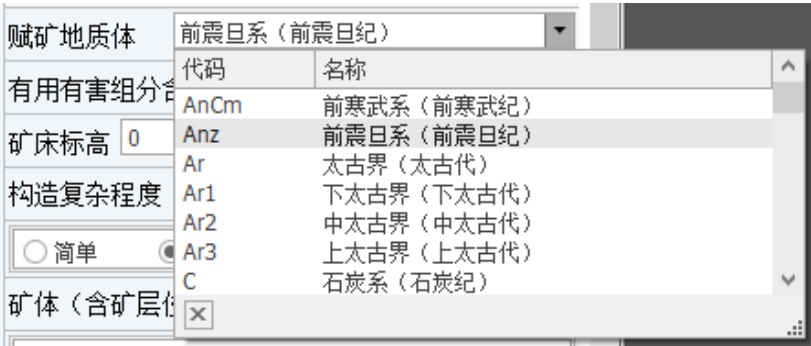 赋矿地质体 前震旦系（前震旦纪）
代码 名称
有用有害组分含
AnCm 前寒武系（前寒武纪）
矿床标高 0
Anz 前震旦系（前震旦纪）
Ar 太古界（太古代）
构造复杂程度
Ar1 下太古界（下太古代）
Ar2 中太古界（中太古代）
简单
Ar3 上太古界（上太古代）
C 石炭系（石炭纪）
矿体（含矿层位